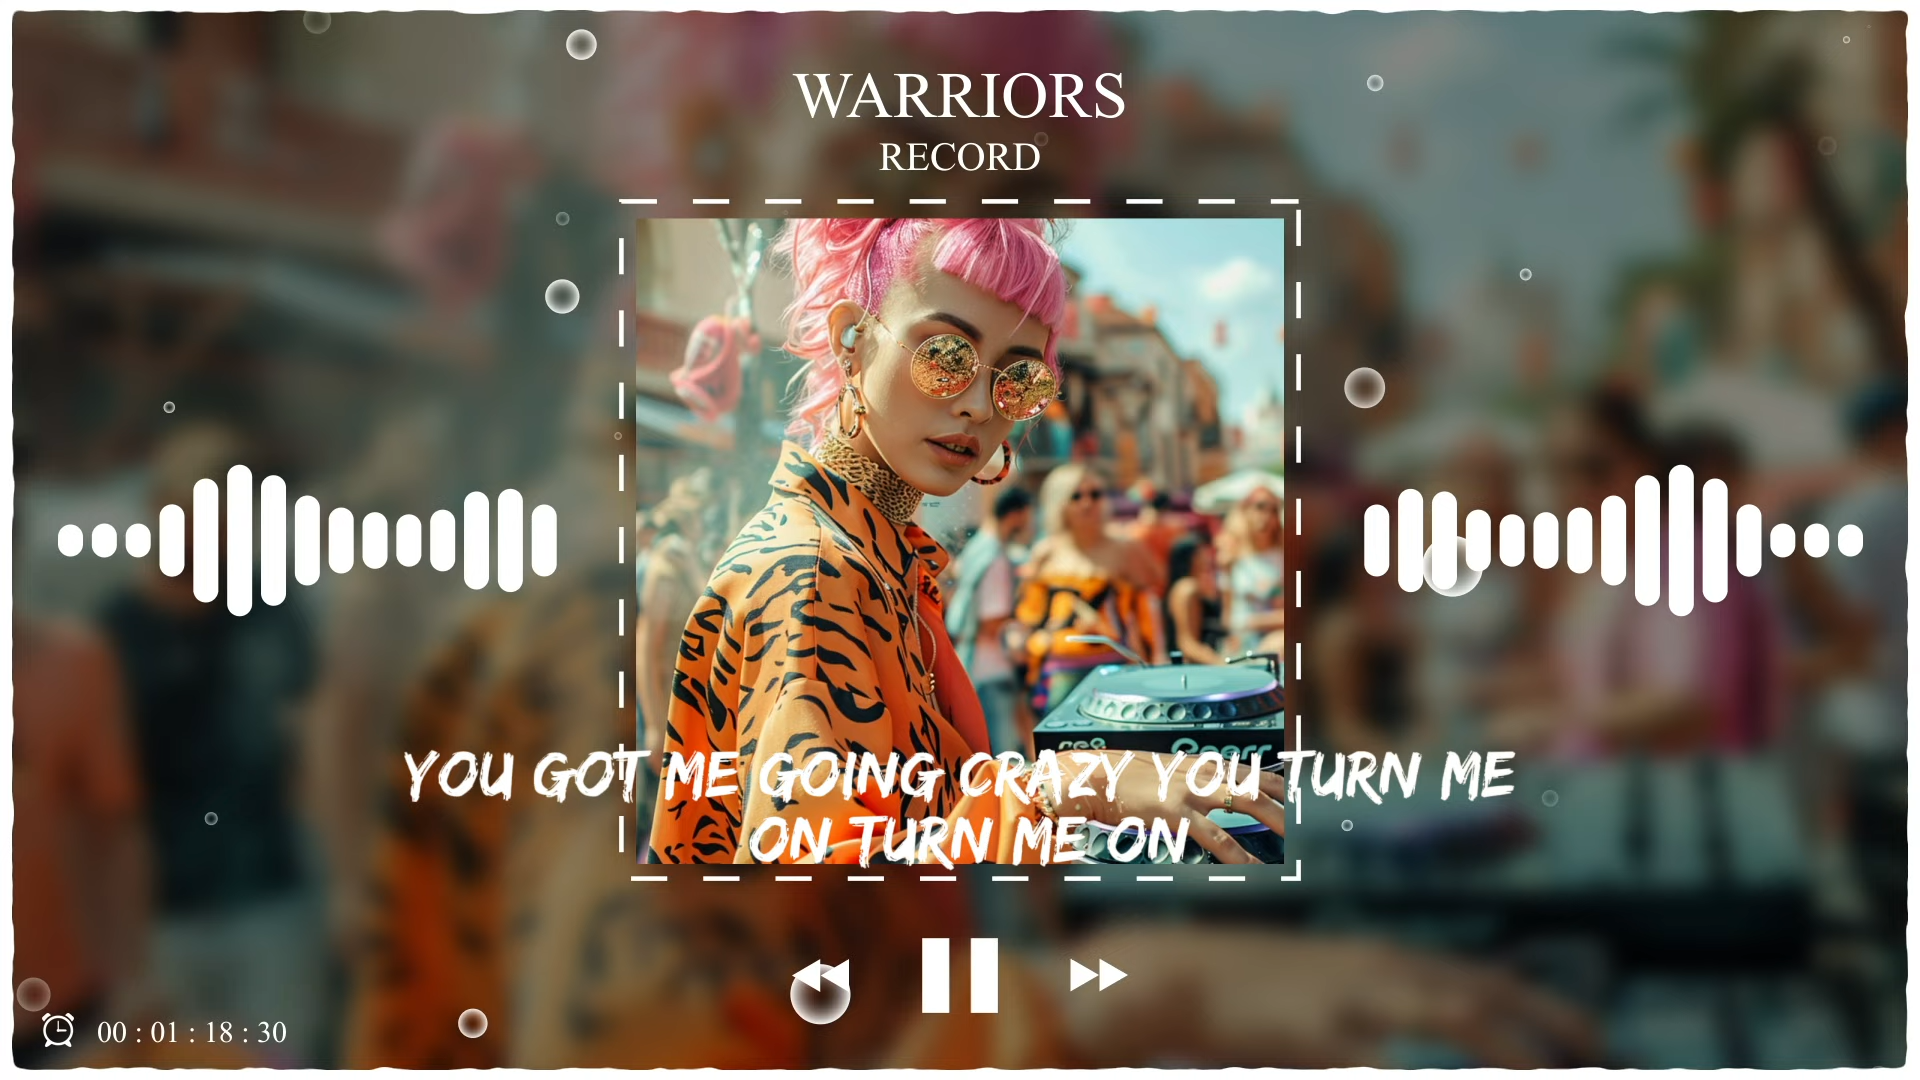 WARRIORS
RECORD
YOU GOT ME GOING CRAZY YOU TURN ME
ON TURN ME ON
00 : 01 : 18 : 30